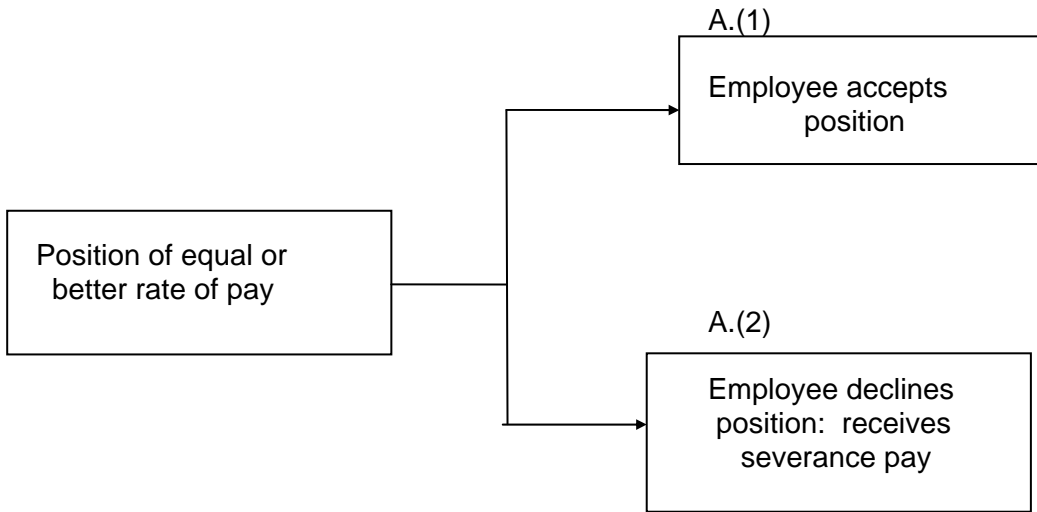 A.(1)
Employee accepts
position
Position of equal or
better rate of pay
A.(2)
Employee declines
position: receives
severance pay